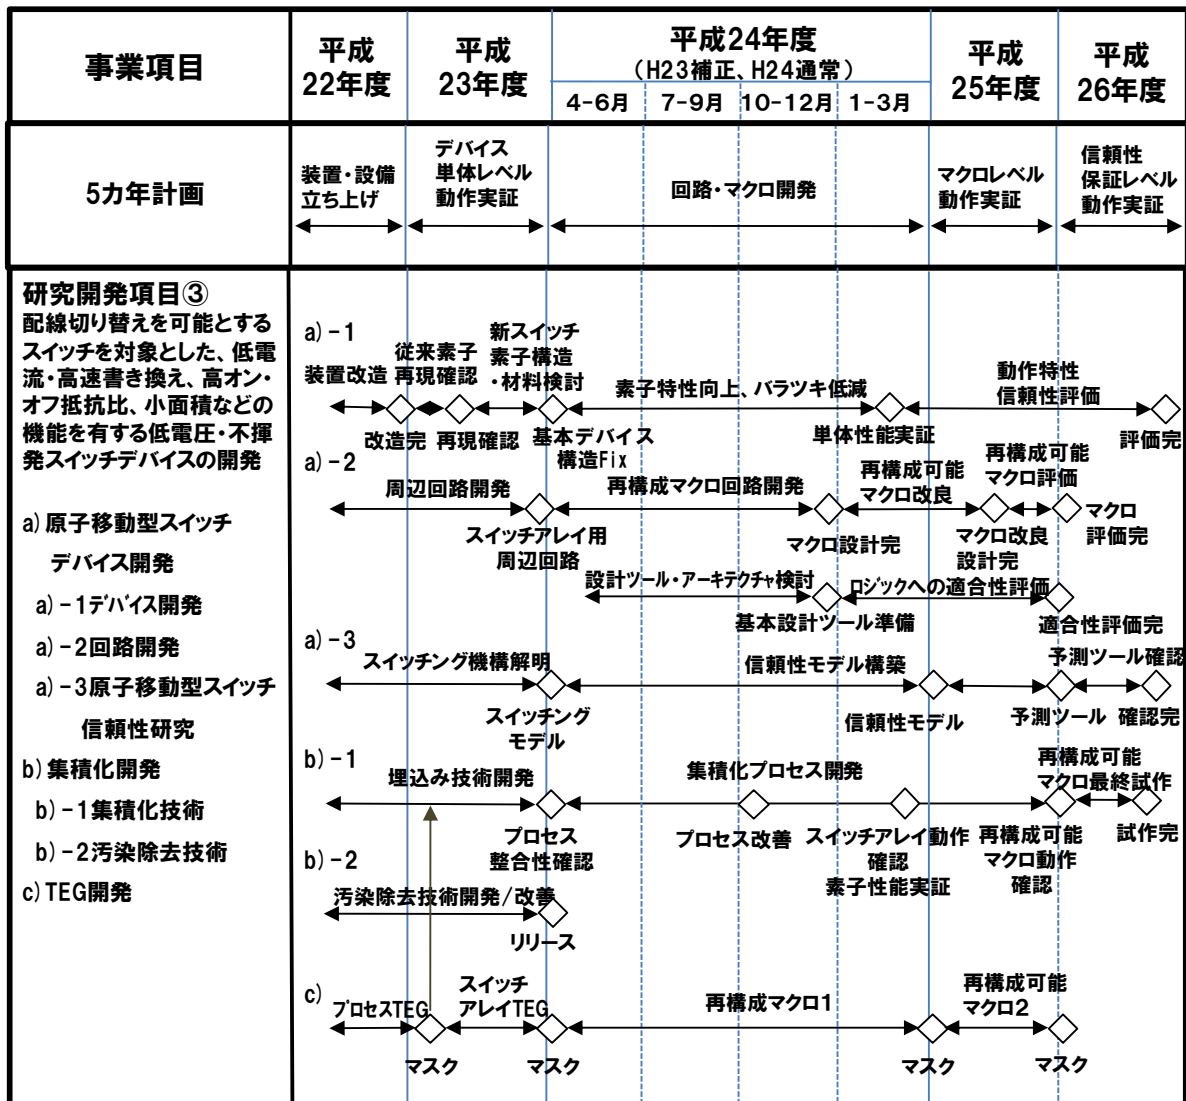 事業項目
平成
22年度
平成
23年度
平成24年度
（H23補正、H24通常）
4-6月
7-9月
10-12月
1-3月
平成
25年度
平成
26年度
5カ年計画
装置・設備
立ち上げ
デバイス
単体レベル
動作実証
回路・マクロ開発
マクロレベル
動作実証
信頼性
保証レベル
動作実証
研究開発項目③
配線切り替えを可能とする
スイッチを対象とした、低電
流・高速書き換え、高オン・
オフ抵抗比、小面積などの
機能を有する低電圧・不揮
発スイッチデバイスの開発
a)原子移動型スイッチ
デバイス開発
a)-1デバイス開発
a)-2回路開発
a)-3原子移動型スイッチ
信頼性研究
b)集積化開発
b)-1集積化技術
b)-2汚染除去技術
c)TEG開発
a)-1
装置改造
従来素子
再現確認
新スイッチ
素子構造
・材料検討
素子特性向上、バラツキ低減
動作特性
信頼性評価
改造完
再現確認
基本デバイス
構造Fix
単体性能実証
評価完
a)-2
周辺回路開発
再構成マクロ回路開発
再構成可能
マクロ改良
再構成可能
マクロ評価
スイッチアレイ用
周辺回路
マクロ設計完
マクロ改良
設計完
マクロ
評価完
設計ツール・アーキテクチャ検討
ロジックへの適合性評価
基本設計ツール準備
適合性評価完
a)-3
スイッチング機構解明
信頼性モデル構築
予測ツール確認
スイッチング
モデル
信頼性モデル
予測ツール
確認完
b)-1
埋込み技術開発
集積化プロセス開発
再構成可能
マクロ最終試作
プロセス
整合性確認
プロセス改善
スイッチアレイ動作
確認
素子性能実証
再構成可能
マクロ動作
確認
試作完
b)-2
汚染除去技術開発/改善
リリース
c)
プロセスTEG
スイッチ
アレイTEG
再構成マクロ1
再構成可能
マクロ2
マスク
マスク
マスク
マスク